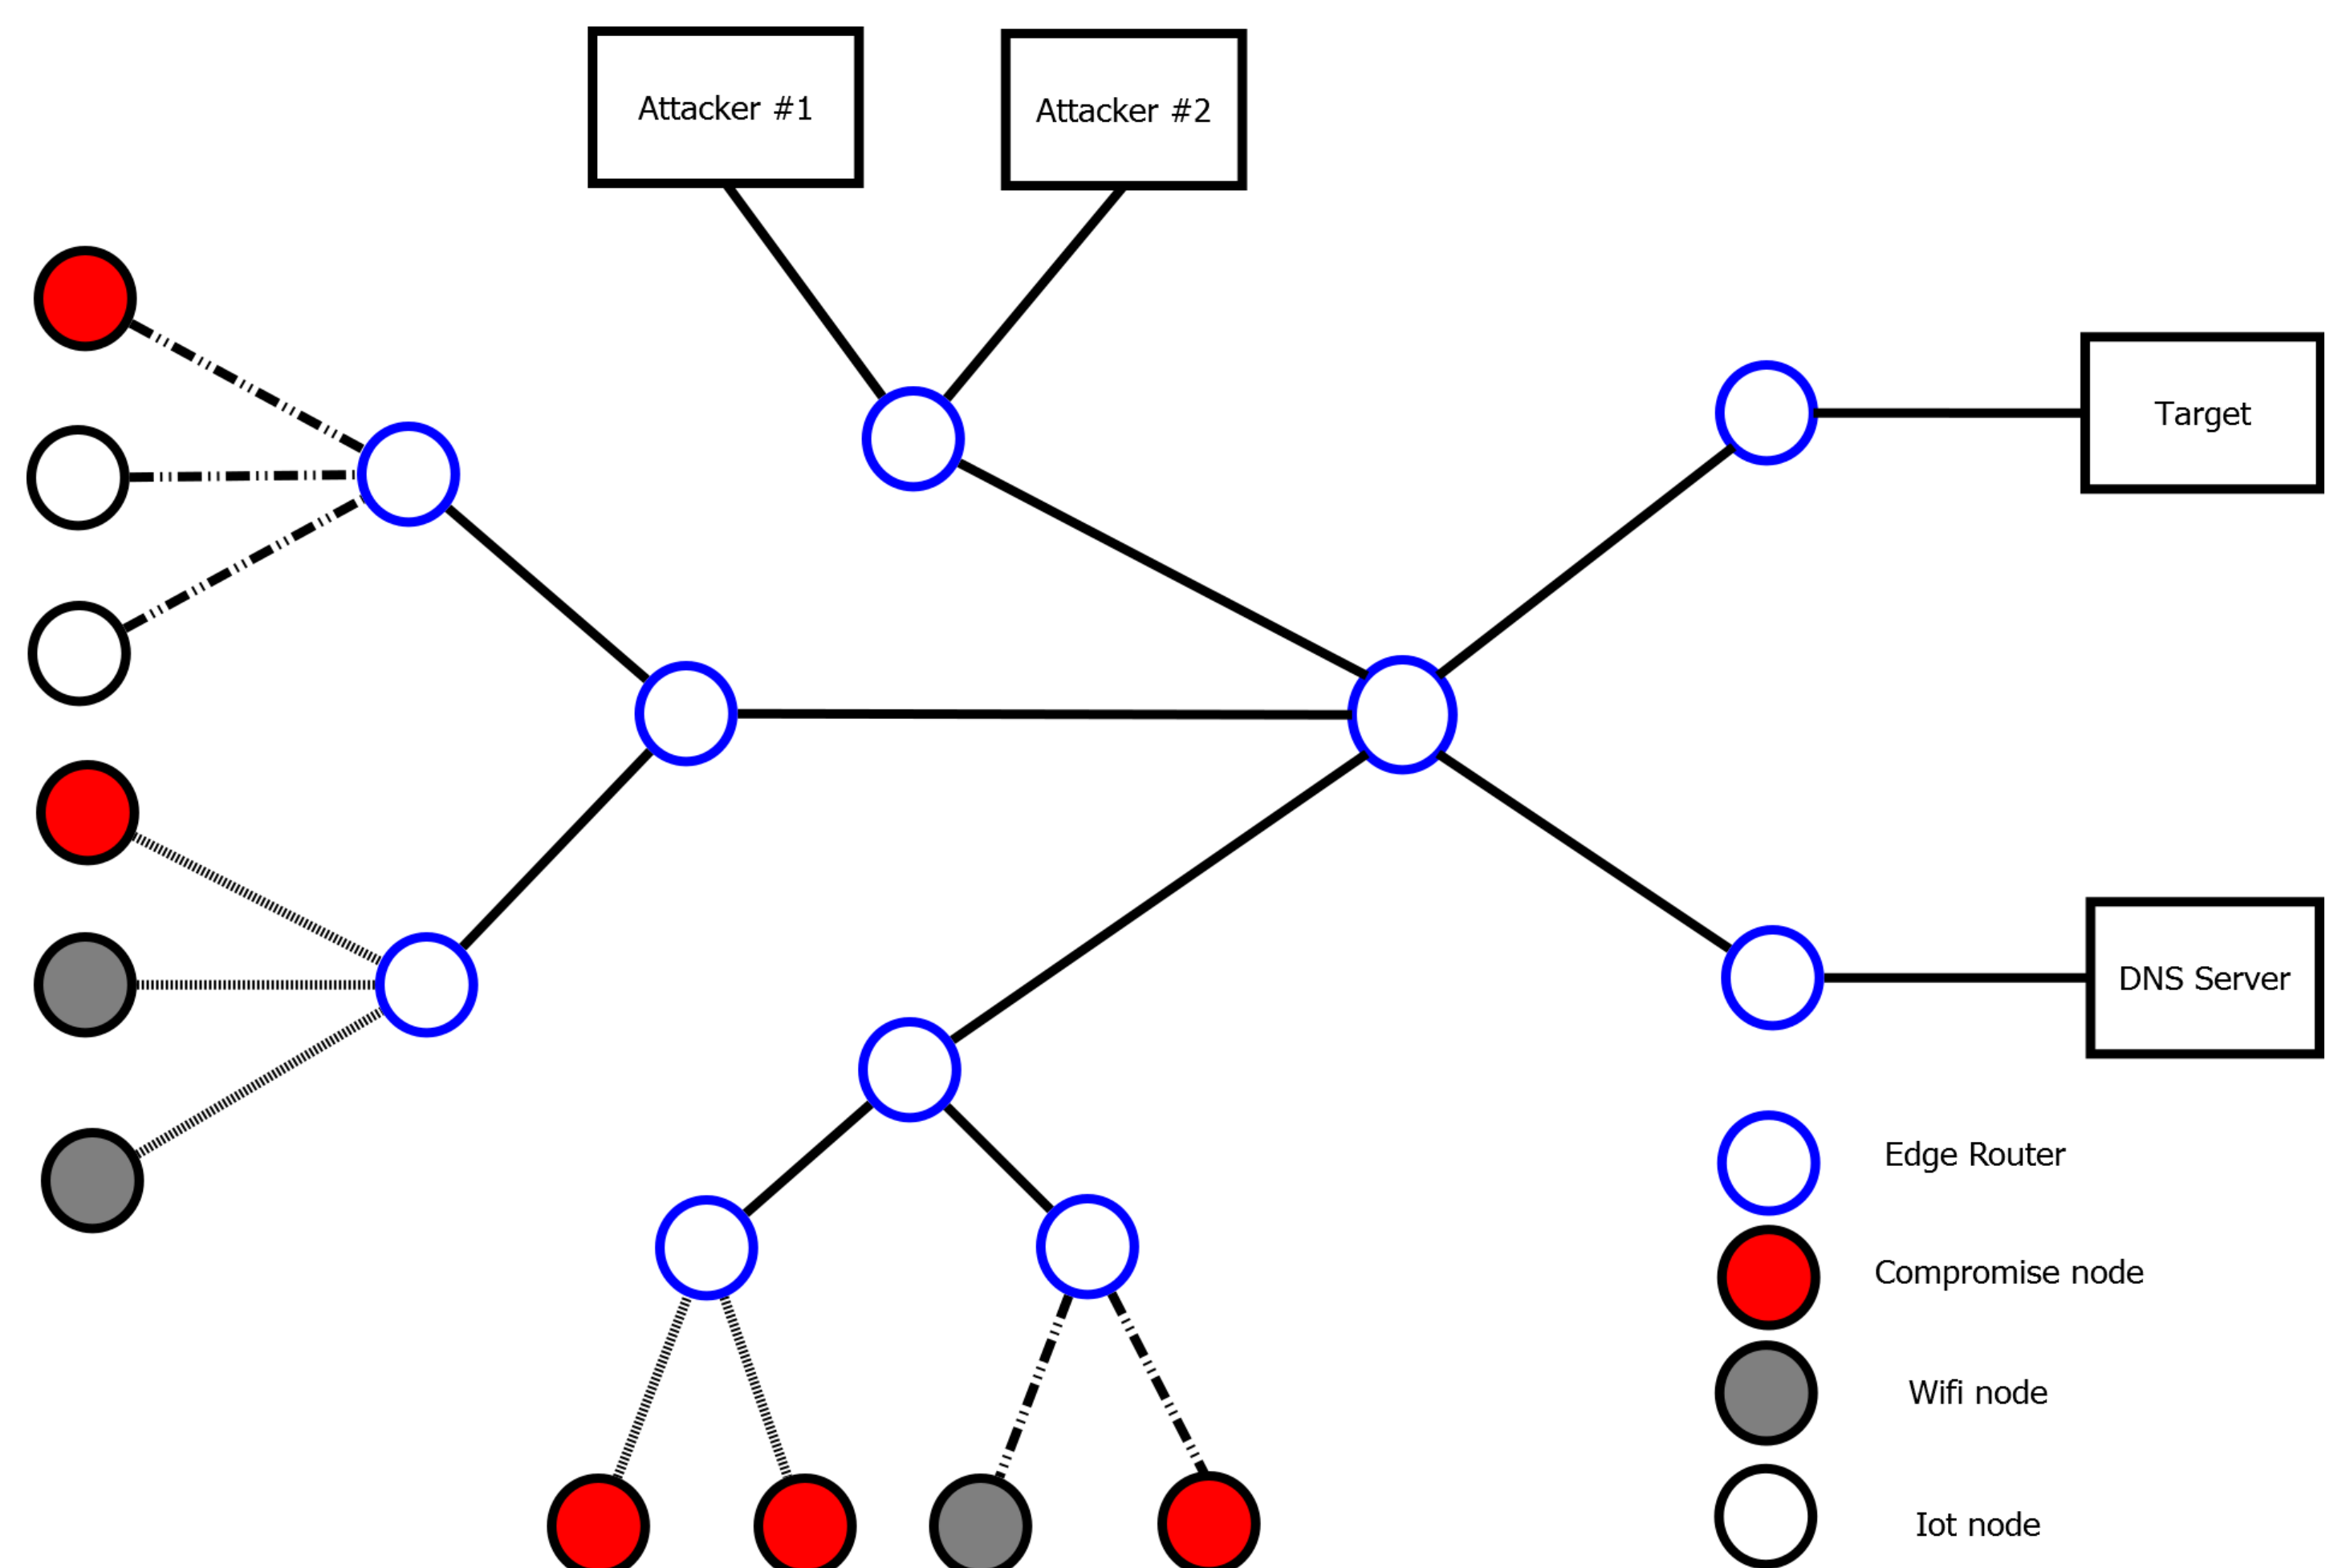 Attacker #1
Attacker #2
Target
DNS Server
Edge Router
Compromise node
Wifi node
Iot node